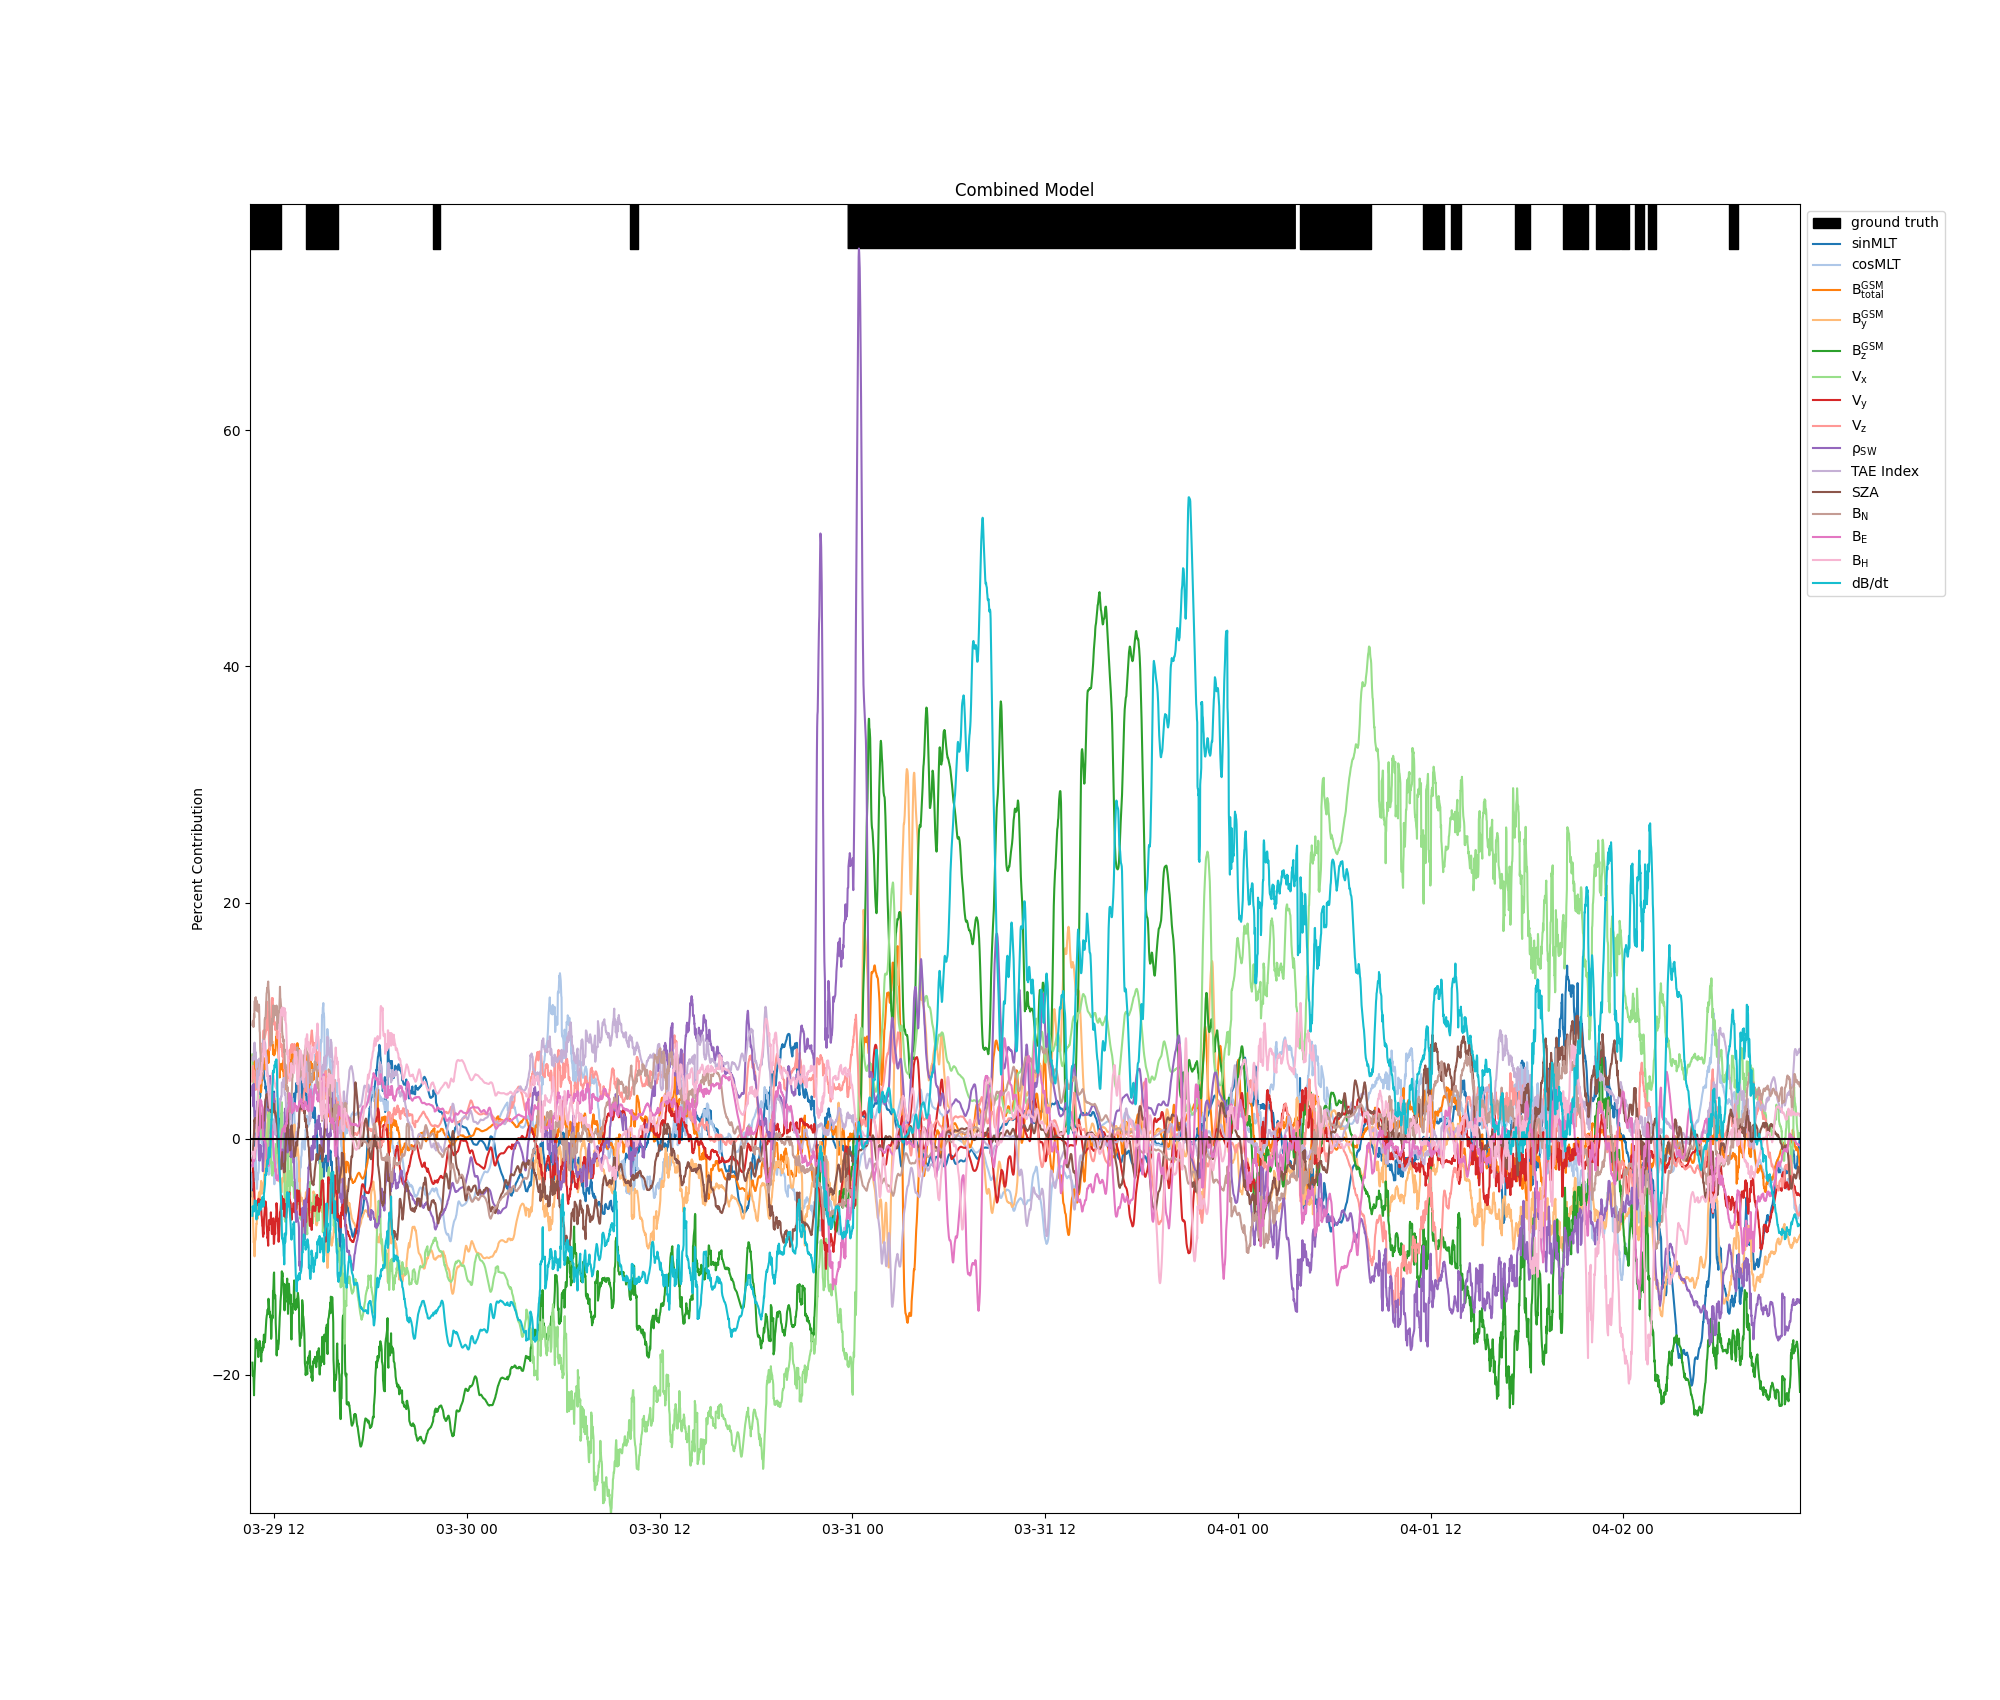 Combined Model
Percent Contribution
60
40
20
0
−20
03-29 12
03-30 00
03-30 12
03-31 00
03-31 12
04-01 00
04-01 12
04-02 00
ground truth
sinMLT
cosMLT
B_total^GSM
B_y^GSM
B_z^GSM
V_x
V_y
V_z
ρ_SW
TAE Index
SZA
B_N
B_E
B_H
dB/dt